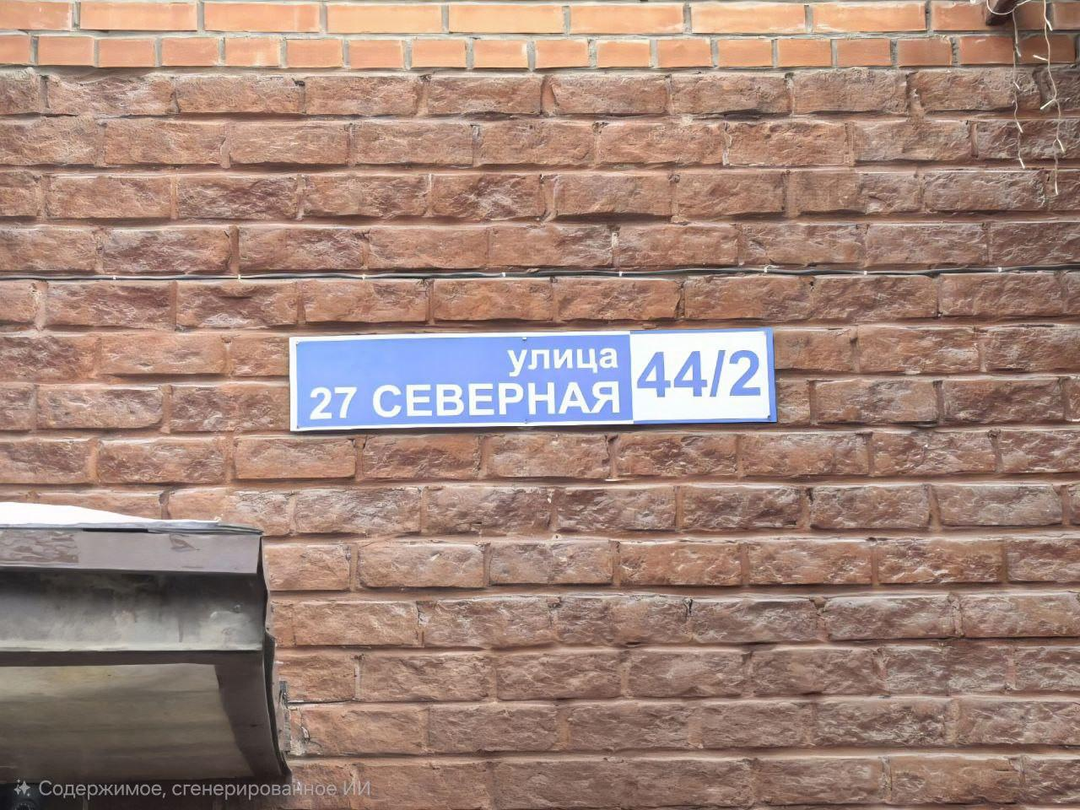 улица
27 СЕВЕРНАЯ
44/2
Содержимое, сгенерированное ИИ